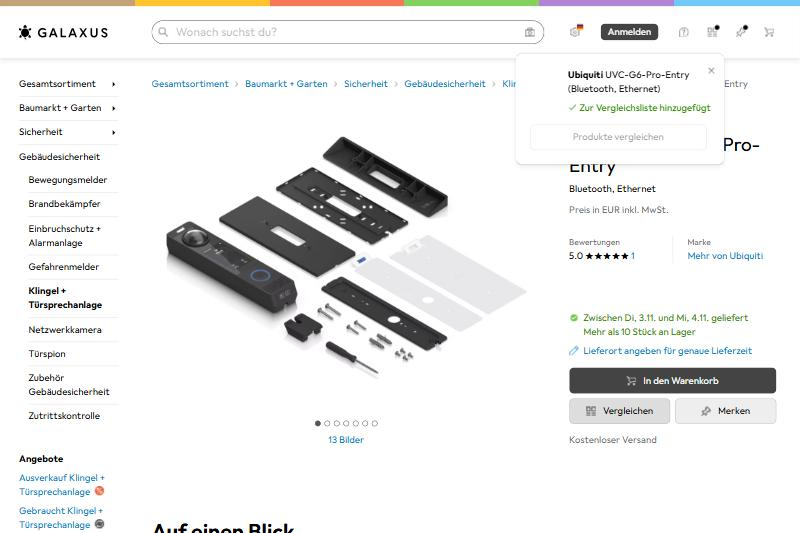 GALAXUS
Wonach suchst du?
Anmelden
Gesamtsortiment
Baumarkt + Garten
Sicherheit
Gebäudesicherheit
Bewegungsmelder
Brandbekämpfer
Einbruchschutz +
Alarmanlage
Gefahrenmelder
Klingel +
Türsprechanlage
Netzwerkkamera
Türspion
Zubehör
Gebäudesicherheit
Zutrittskontrolle
Angebote
Ausverkauf Klingel +
Türsprechanlage
Gebraucht Klingel +
Türsprechanlage
Gesamtsortiment
Baumarkt + Garten
Sicherheit
Gebäudesicherheit
Entry
Ubiquiti UVC-G6-Pro-Entry
(Bluetooth, Ethernet)
Zur Vergleichsliste hinzugefügt
Produkte vergleichen
Pro-
Entry
Bluetooth, Ethernet
Preis in EUR inkl. MwSt.
Bewertungen
5.0 1
Marke
Mehr von Ubiquiti
Zwischen Di, 3.11. und Mi, 4.11. geliefert
Mehr als 10 Stück an Lager
Lieferort angeben für genaue Lieferzeit
In den Warenkorb
Vergleichen
Merken
Kostenloser Versand
13 Bilder
Auf einen Blick